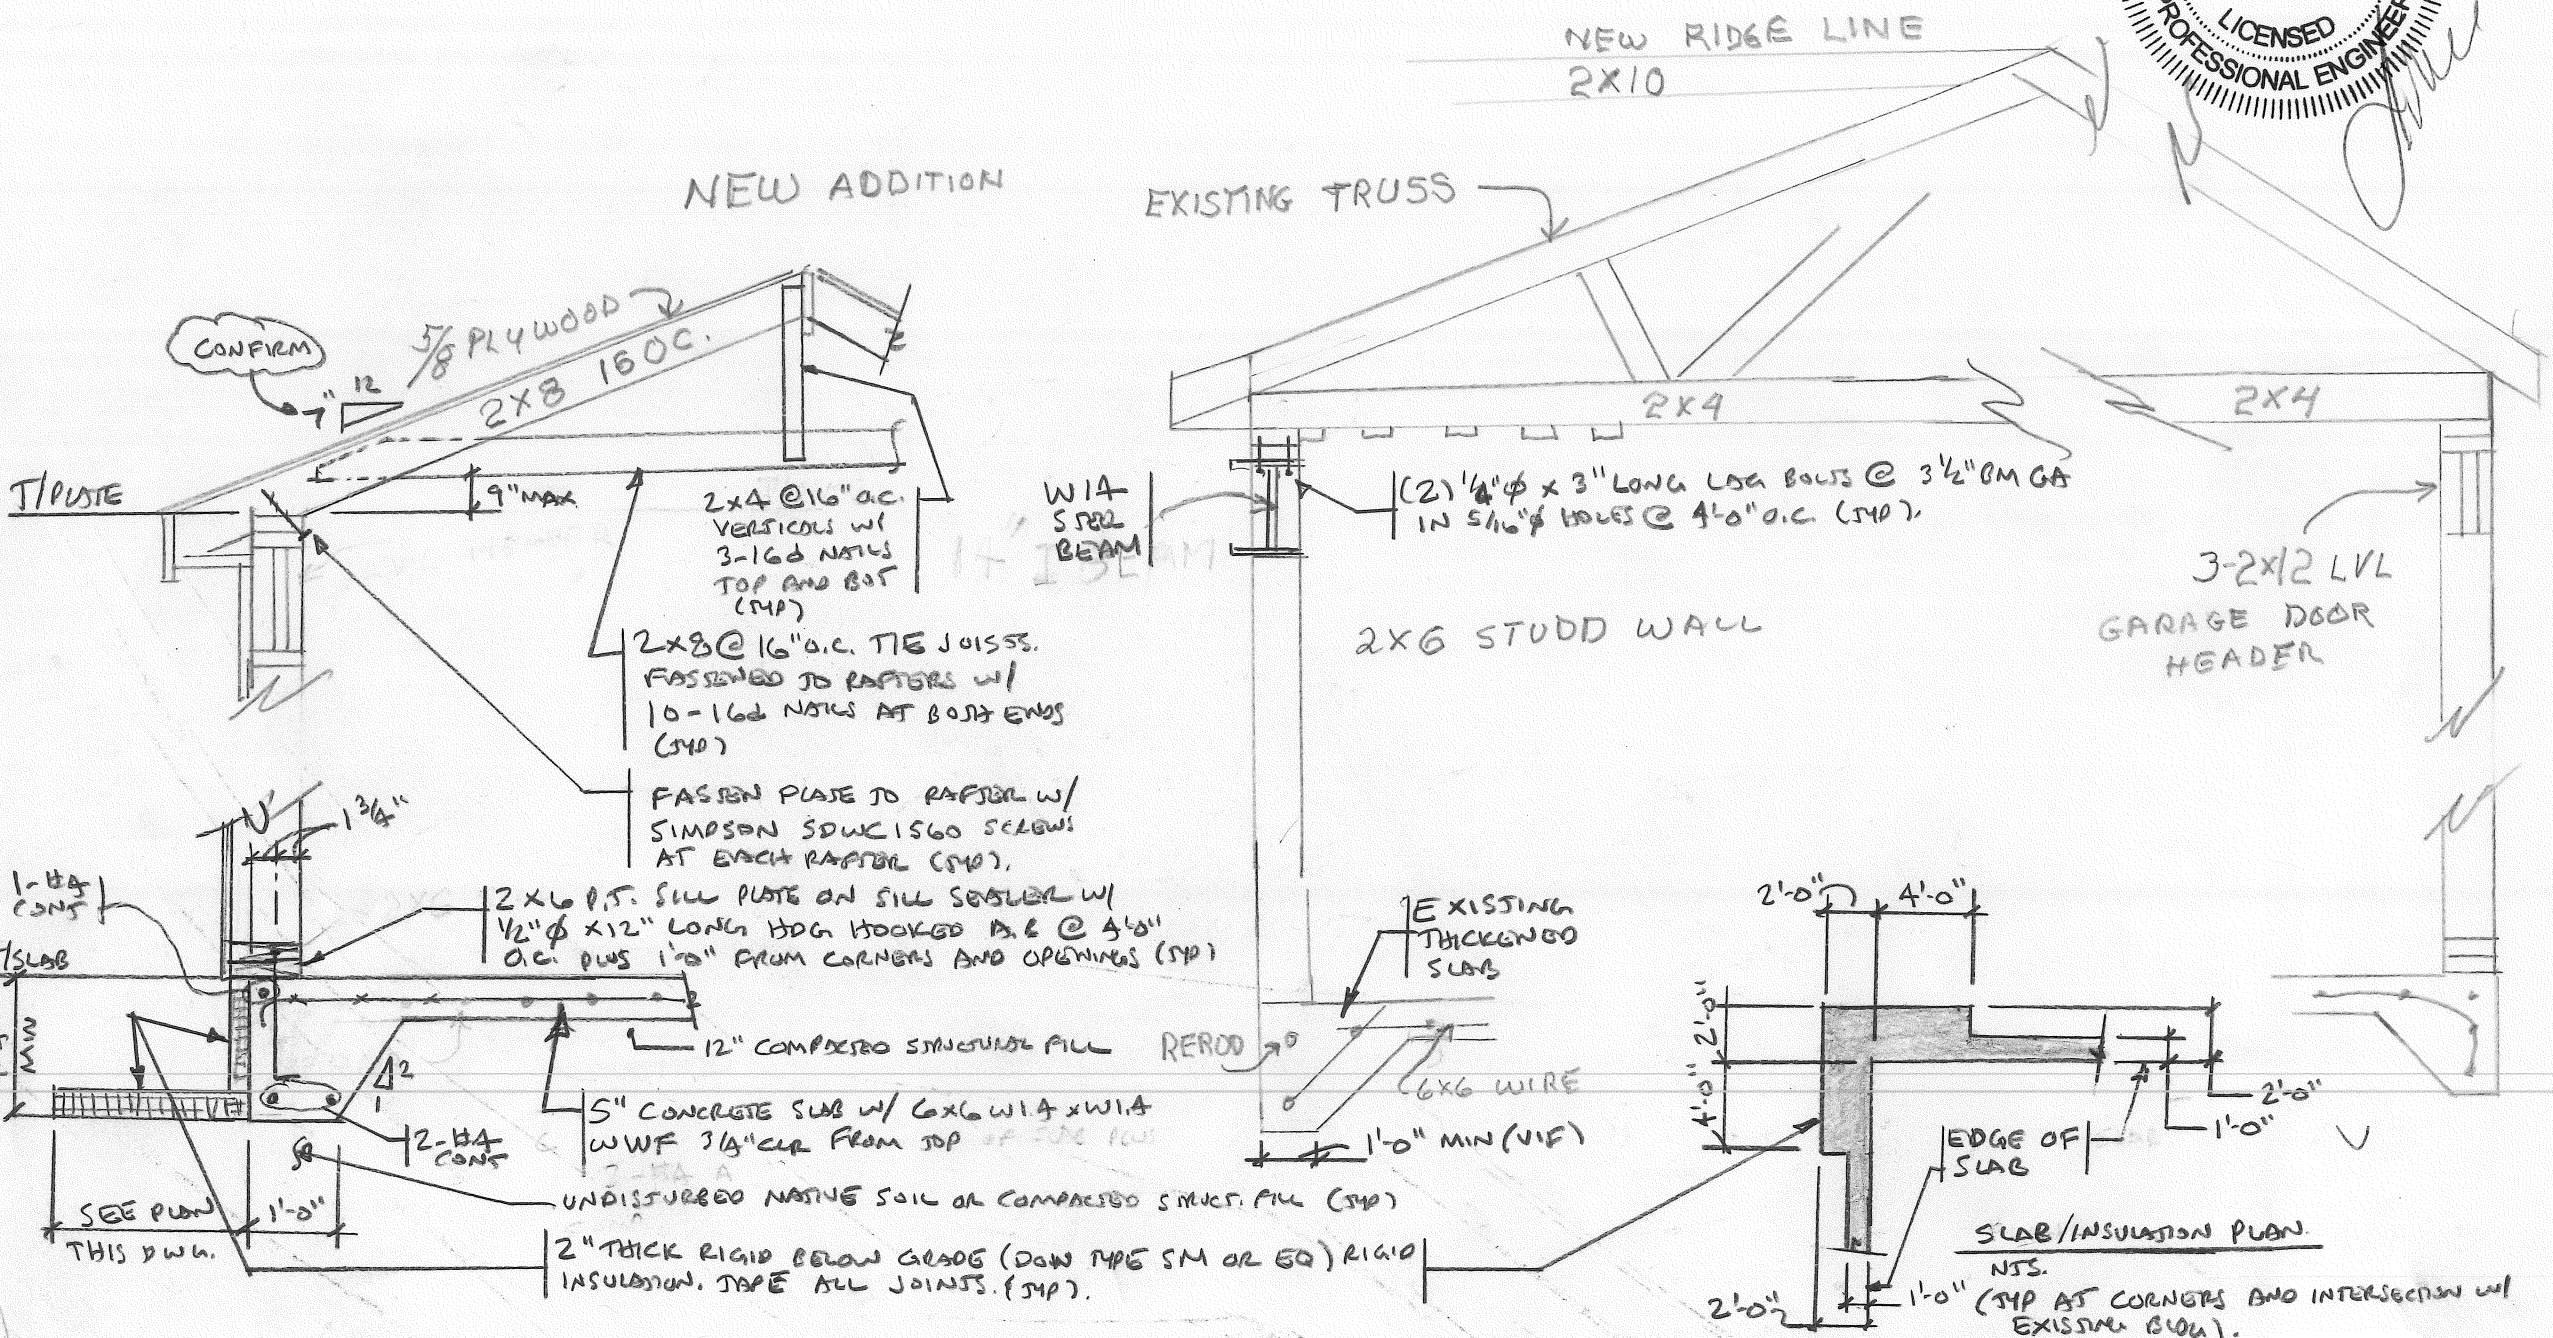 NEW RIDGE LINE
2X10
LICENSED
PROFESSIONAL ENGINEER
NEW ADDITION
EXISTING TRUSS
CONFIRM
7" 12
5/8 PLYWOOD
2X8 16 OC.
T/PLATE
9" MAX
2x4 @ 16" O.C.
VERTICALS W/
3-16d NAILS
TOP AND BOT
(TYP)
2X8 @ 16" O.C. TIE JOISTS.
FASTENED TO RAFTERS W/
10-16d NAILS AT BOTH ENDS
(TYP)
FASTEN PLATE TO RAFTER W/
SIMPSON SDWC1560 SCREWS
AT EACH RAFTER (TYP).
2X4
2X4
W14
STEEL
BEAM
I BEAM
(2) 1/4"Φ x 3" LONG LAG BOLTS @ 3 1/2" BM GA
IN 5/16"Φ HOLES @ 4'-0" O.C. (TYP).
2X6 STUDD WALL
3-2x12 LVL
GARAGE DOOR
HEADER
1 3/4"
1-#4
CONT
T/SLAB
MIN
2X6 P.T. SILL PLATE ON SILL SEALER W/
1/2"Φ X12" LONG HDG HOOKED A.B @ 4'-0"
O.C. PLUS 1'-0" FROM CORNERS AND OPENINGS (TYP)
12" COMPACTED STRUCTURAL FILL
2
1
5" CONCRETE SLAB W/ 6X6 W1.4 X W1.4
WWF 3/4" CLR FROM TOP
2-#4
CONT
UNDISTURBED NATIVE SOIL OR COMPACTED STRUCT. FILL (TYP)
SEE PLAN
THIS DWG.
1'-0"
2" THICK RIGID BELOW GRADE (DOW TYPE SM OR EQ) RIGID
INSULATION. TAPE ALL JOINTS. (TYP).
EXISTING
THICKENED
SLAB
REROD
6X6 WIRE
1'-0" MIN (VIF)
2'-0"
4'-0"
2'-0"
4'-0"
2'-0"
1'-0"
EDGE OF
SLAB
SLAB/INSULATION PLAN.
NTS.
2'-0"
1'-0"
(TYP AT CORNERS AND INTERSECTION W/
EXISTING BLDG).